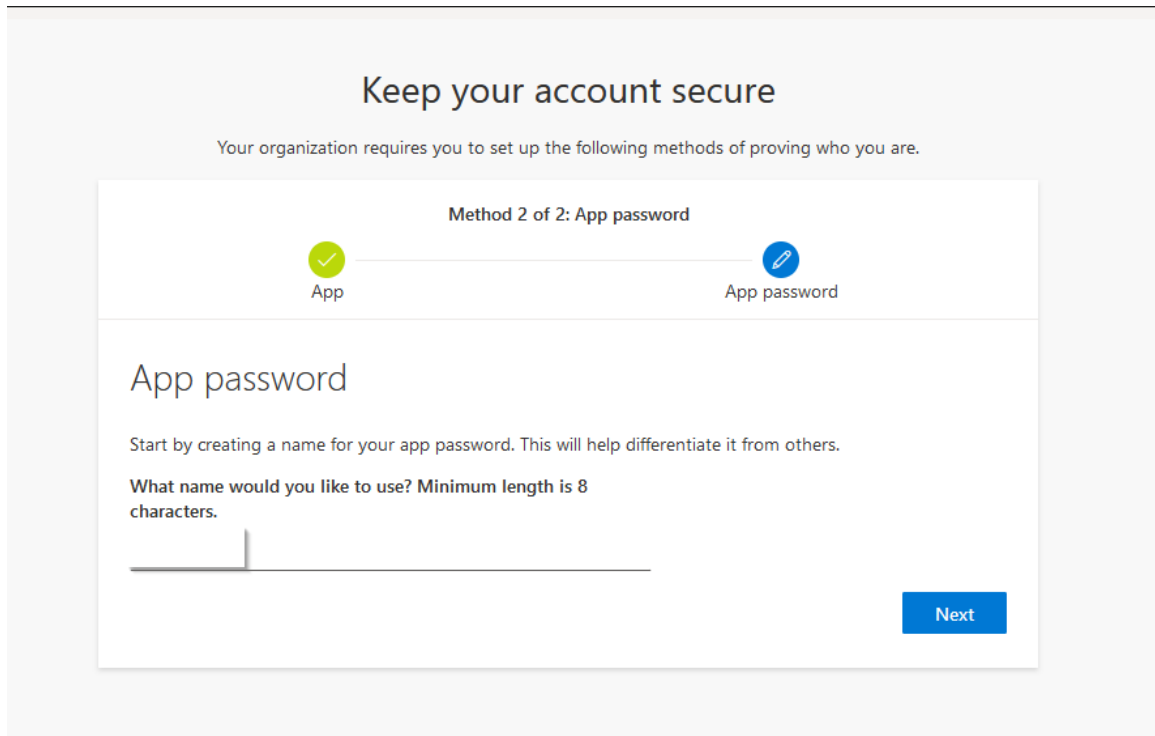 Keep your account secure
Your organization requires you to set up the following methods of proving who you are.
Method 2 of 2: App password
App
App password
App password
Start by creating a name for your app password. This will help differentiate it from others.
What name would you like to use? Minimum length is 8
characters.
Next